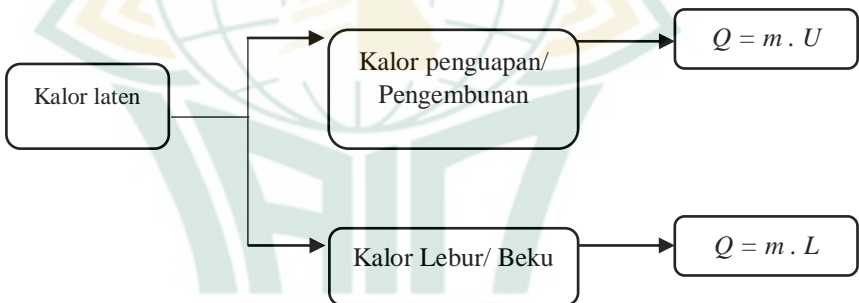 Kalor laten
Kalor penguapan/
Pengembunan
Q = m . U
Kalor Lebur/ Beku
Q = m . L